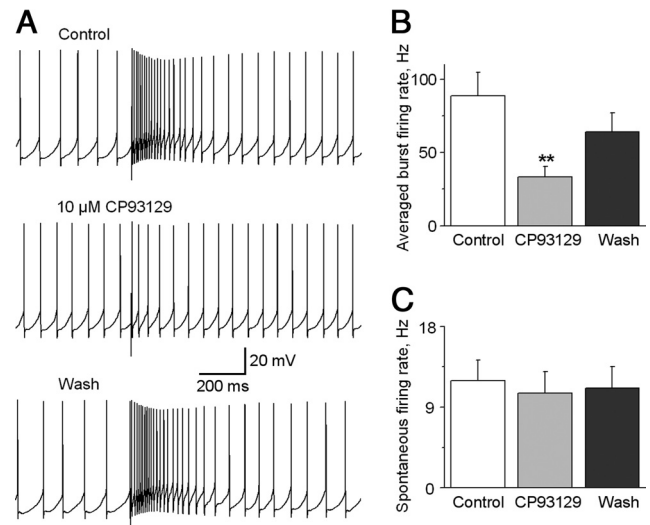 A
Control
10 µM CP93129
20 mV
200 ms
Wash
B
Averaged burst firing rate, Hz
100
50
0
**
Control CP93129 Wash
C
Spontaneous firing rate, Hz
18
9
0
Control CP93129 Wash